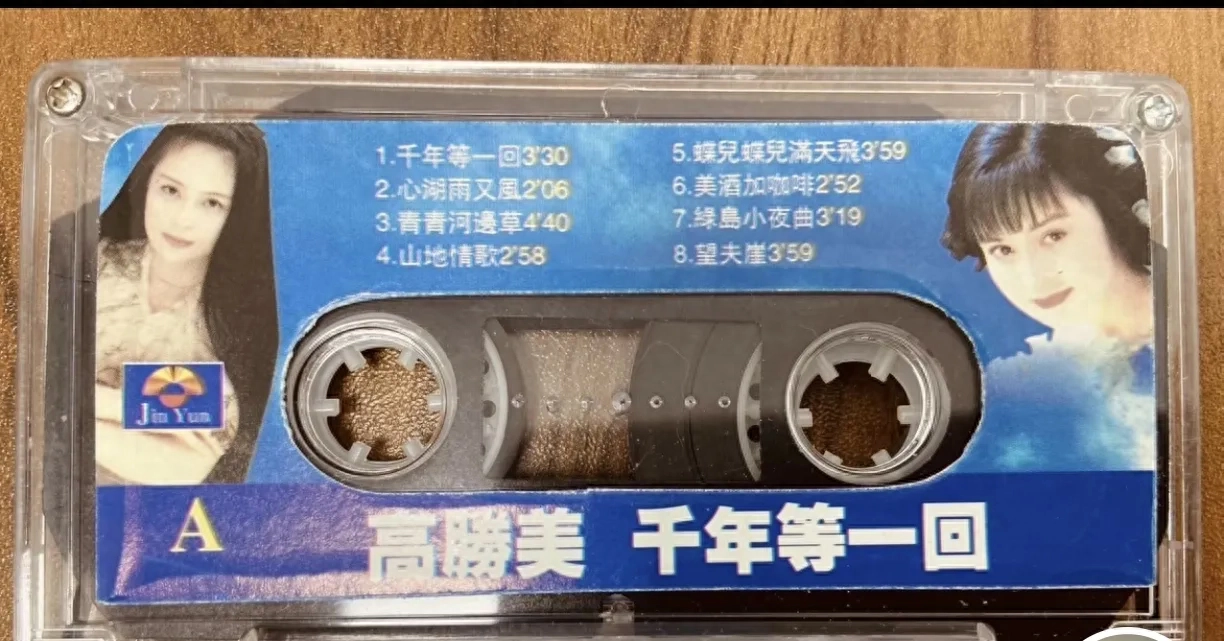 1.千年等一回3'30
2.心湖雨又風2'06
3.青青河邊草4'40
4.山地情歌2'58
5.蝶兒蝶兒滿天飛3'59
6.美酒加咖啡2'52
7.綠島小夜曲3'19
8.望夫崖3'59
Jin Yun
A 高勝美 千年等一回